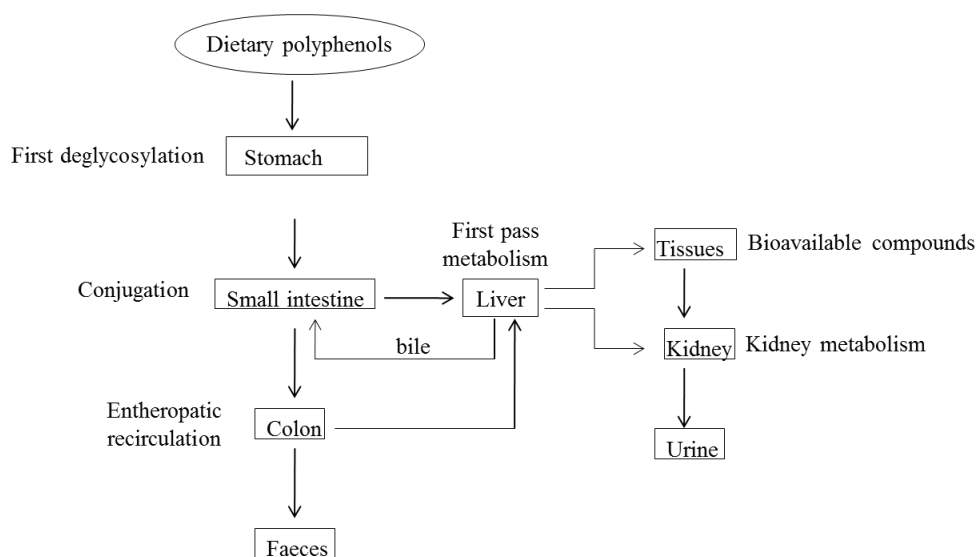 Dietary polyphenols
First deglycosylation
Stomach
First pass
metabolism
Tissues
Bioavailable compounds
Conjugation
Small intestine
Liver
bile
Kidney
Kidney metabolism
Entheropatic
recirculation
Colon
Urine
Faeces